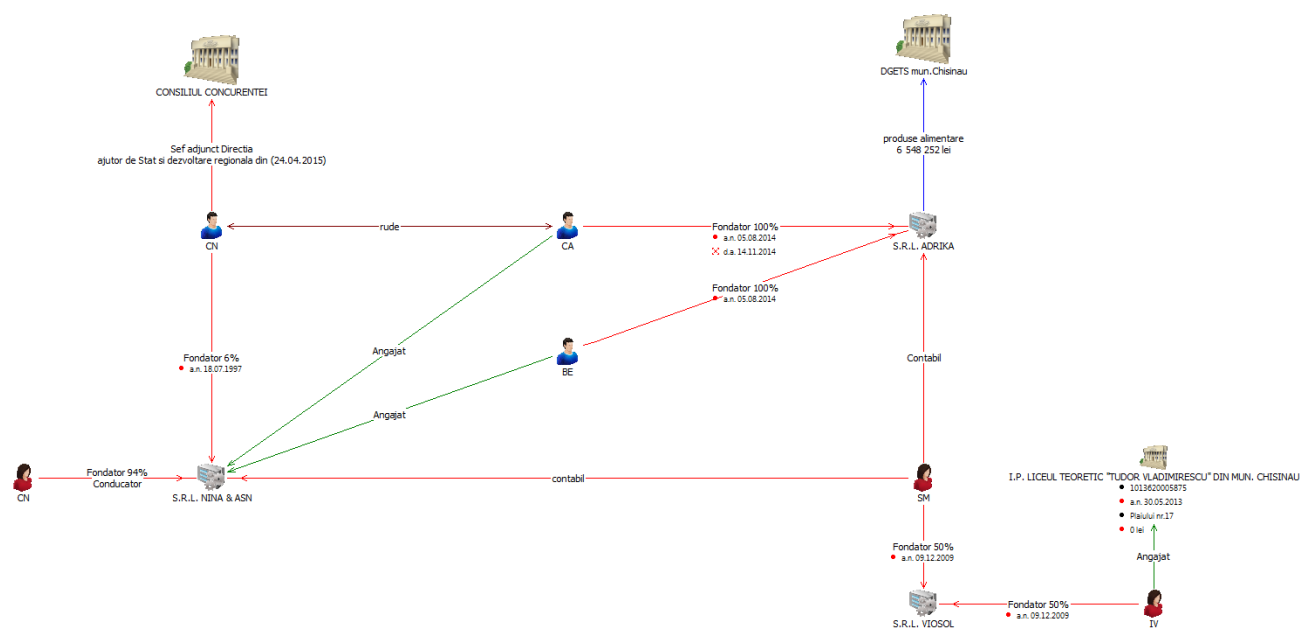 DGETS mun.Chisinau
CONSILIUL CONCURENTEI
produse alimentare
6 548 252 lei
Sef adjunct Directia
ajutor de Stat si dezvoltare regionala din (24.04.2015)
CN
rude
CA
Fondator 100%
a.n. 05.08.2014
d.a. 14.11.2014
S.R.L. ADRIKA
Fondator 100%
a.n. 05.08.2014
Fondator 6%
a.n. 18.07.1997
Angajat
BE
Contabil
Angajat
Fondator 94%
Conducator
CN
S.R.L. NINA & ASN
contabil
SM
I.P. LICEUL TEORETIC "TUDOR VLADIMIRESCU" DIN MUN. CHISINAU
1013620005875
a.n. 30.05.2013
Plaiului nr.17
0 lei
Fondator 50%
a.n. 09.12.2009
Angajat
Fondator 50%
a.n. 09.12.2009
S.R.L. VIOSOL
IV